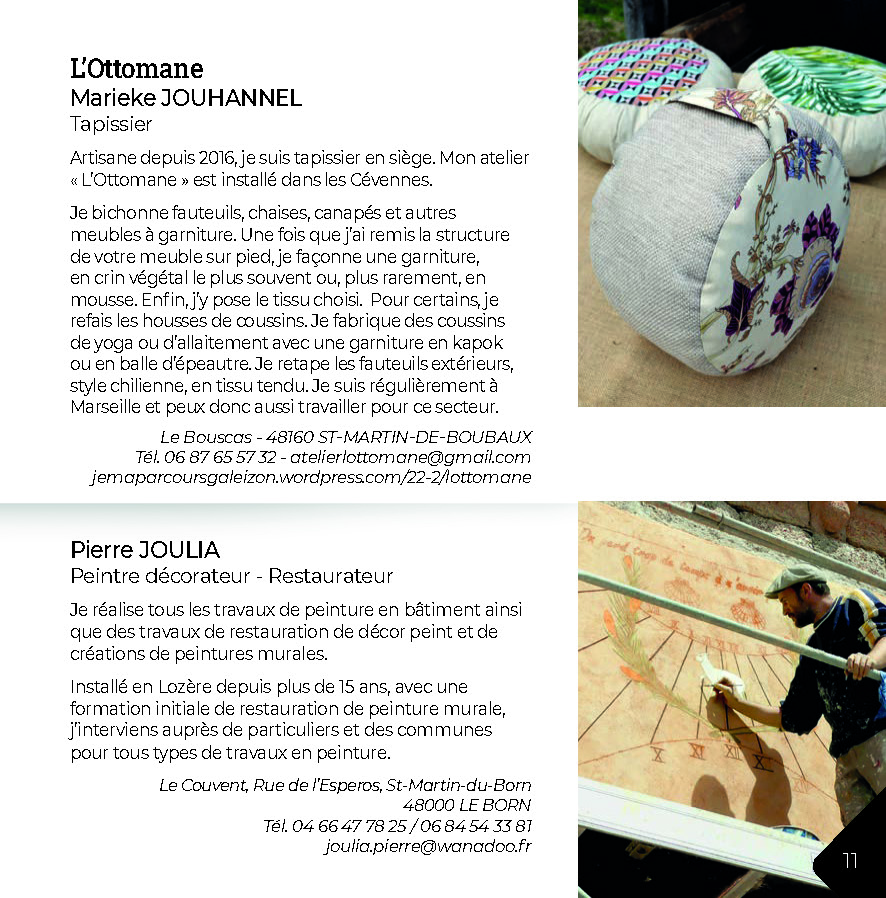 L'Ottomane
Marieke JOUHANNEL
Tapissier
Artisane depuis 2016, je suis tapissier en siège. Mon atelier
« L'Ottomane » est installé dans les Cévennes.
Je bichonne fauteuils, chaises, canapés et autres
meubles à garniture. Une fois que j'ai remis la structure
de votre meuble sur pied, je façonne une garniture,
en crin végétal le plus souvent ou, plus rarement, en
mousse. Enfin, j'y pose le tissu choisi. Pour certains, je
refais les housses de coussins. Je fabrique des coussins
de yoga ou d'allaitement avec une garniture en kapok
ou en balle d'épeautre. Je retape les fauteuils extérieurs,
style chilienne, en tissu tendu. Je suis régulièrement à
Marseille et peux donc aussi travailler pour ce secteur.
Le Bouscas - 48160 ST-MARTIN-DE-BOUBAUX
Tél. 06 87 65 57 32 - atelierlottomane@gmail.com
jemaparcoursgaleizon.wordpress.com/22-2/lottomane
Pierre JOULIA
Peintre décorateur - Restaurateur
Je réalise tous les travaux de peinture en bâtiment ainsi
que des travaux de restauration de décor peint et de
créations de peintures murales.
Installé en Lozère depuis plus de 15 ans, avec une
formation initiale de restauration de peinture murale,
j'interviens auprès de particuliers et des communes
pour tous types de travaux en peinture.
Le Couvent, Rue de l'Esperos, St-Martin-du-Born
48000 LE BORN
Tél. 04 66 47 78 25 / 06 84 54 33 81
joulia.pierre@wanadoo.fr
X XI XII XI
11